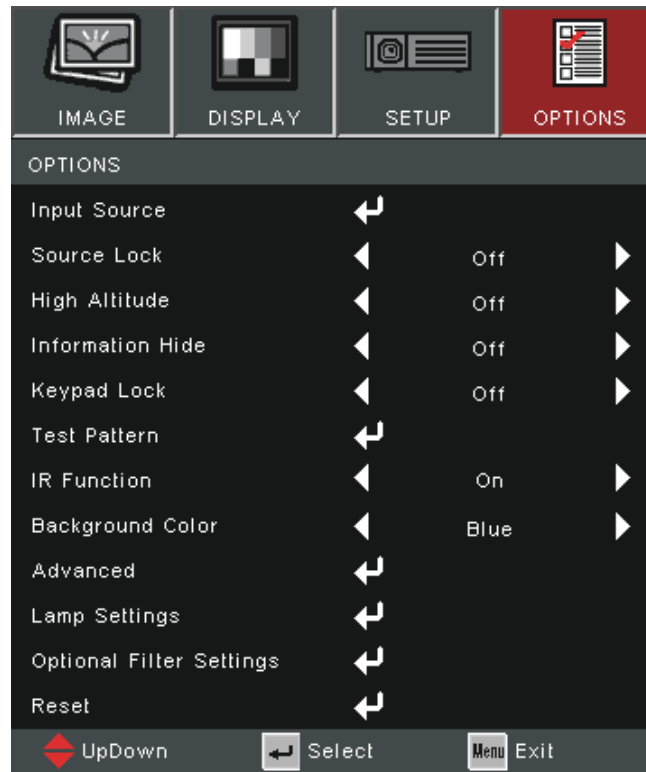 IMAGE DISPLAY SETUP OPTIONS
OPTIONS
Input Source
Source Lock Off
High Altitude Off
Information Hide Off
Keypad Lock Off
Test Pattern
IR Function On
Background Color Blue
Advanced
Lamp Settings
Optional Filter Settings
Reset
UpDown Select Menu Exit